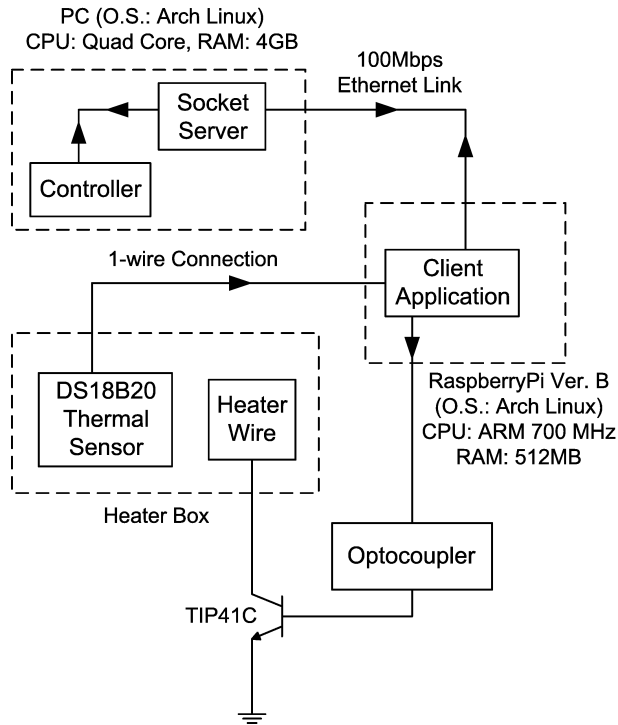 PC (O.S.: Arch Linux)
CPU: Quad Core, RAM: 4GB
100Mbps
Ethernet Link
Socket
Server
Controller
1-wire Connection
Client
Application
DS18B20
Thermal
Sensor
Heater
Wire
RaspberryPi Ver. B
(O.S.: Arch Linux)
CPU: ARM 700 MHz
RAM: 512MB
Heater Box
Optocoupler
TIP41C